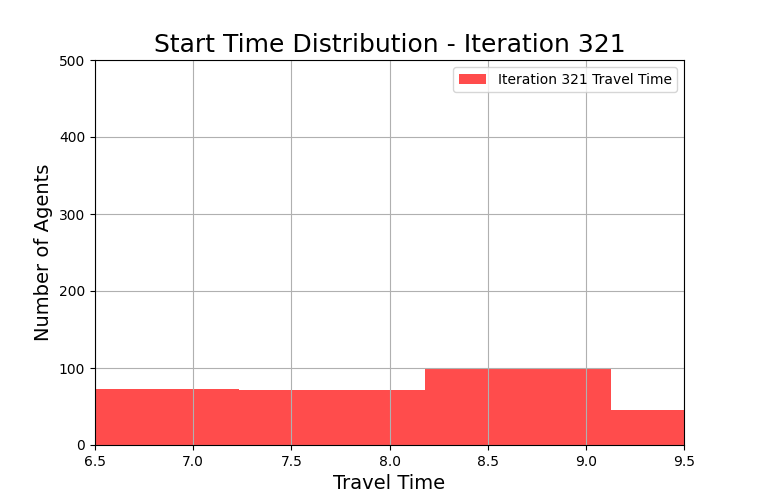 Start Time Distribution - Iteration 321
Iteration 321 Travel Time
Number of Agents
500
400
300
200
100
0
6.5 7.0 7.5 8.0 8.5 9.0 9.5
Travel Time